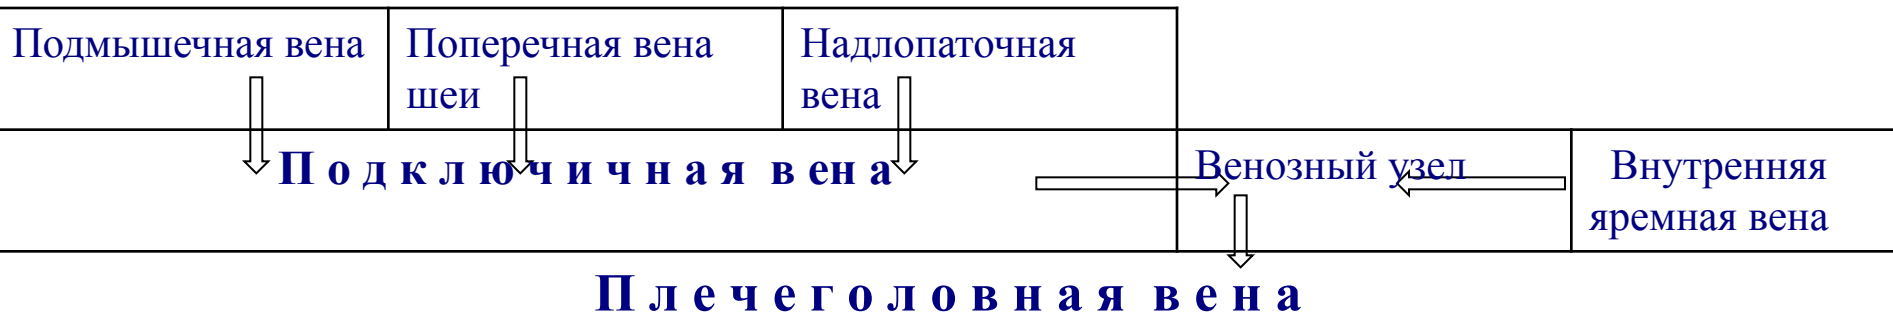 Подмышечная вена
Поперечная вена
шеи
Надлопаточная
вена
Подключичная вена
Венозный узел
Внутренняя
яремная вена
Плечеголовная вена